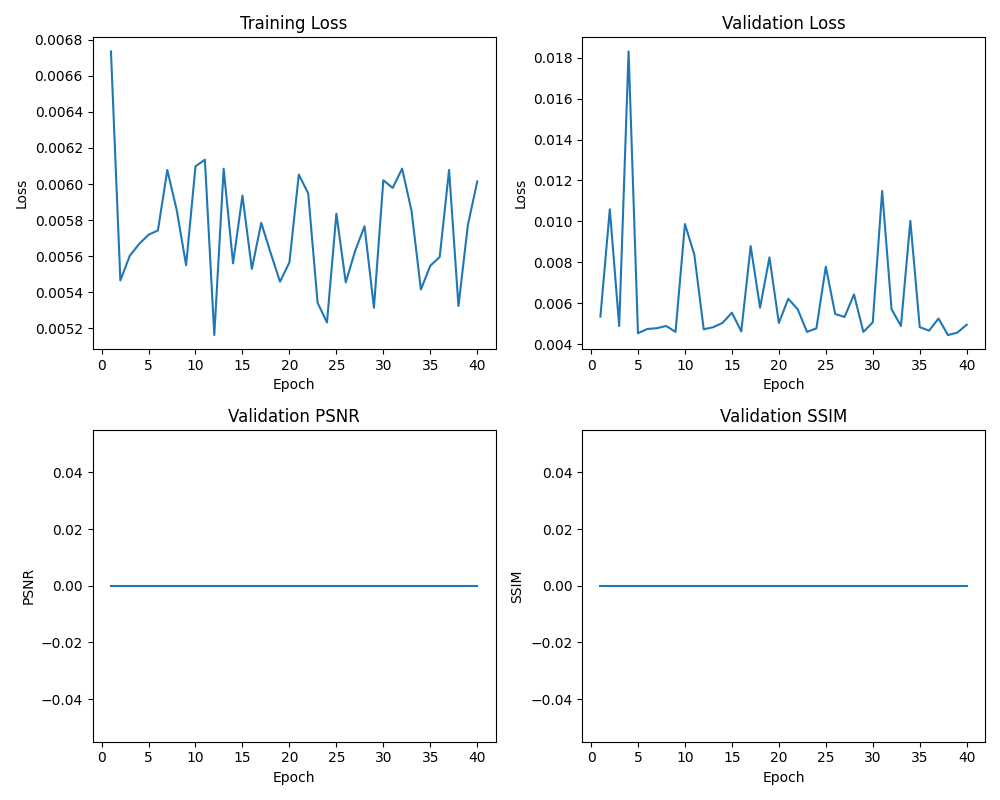 Training Loss
Loss
0.0068
0.0066
0.0064
0.0062
0.0060
0.0058
0.0056
0.0054
0.0052
0 5 10 15 20 25 30 35 40
Epoch
Validation Loss
Loss
0.018
0.016
0.014
0.012
0.010
0.008
0.006
0.004
0 5 10 15 20 25 30 35 40
Epoch
Validation PSNR
PSNR
0.04
0.02
0.00
−0.02
−0.04
0 5 10 15 20 25 30 35 40
Epoch
Validation SSIM
SSIM
0.04
0.02
0.00
−0.02
−0.04
0 5 10 15 20 25 30 35 40
Epoch